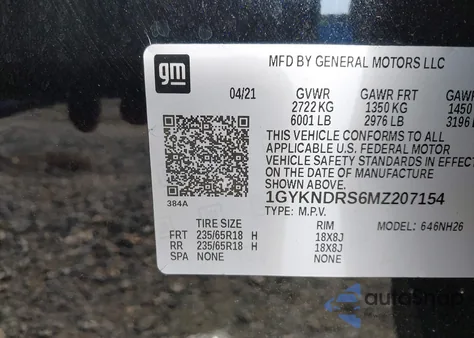 gm
MFD BY GENERAL MOTORS LLC
04/21 GVWR GAWR FRT GAW
2722 KG 1350 KG 1450
6001 LB 2976 LB 3196
THIS VEHICLE CONFORMS TO ALL
APPLICABLE U.S. FEDERAL MOTOR
VEHICLE SAFETY STANDARDS IN EFFE
ON THE DATE OF MANUFACTURE
SHOWN ABOVE.
1GYKNDRS6MZ207154
TYPE: M.P.V. MODEL: 646NH26
384A
TIRE SIZE RIM
FRT 235/65R18 H 18X8J
RR 235/65R18 H 18X8J
SPA NONE NONE